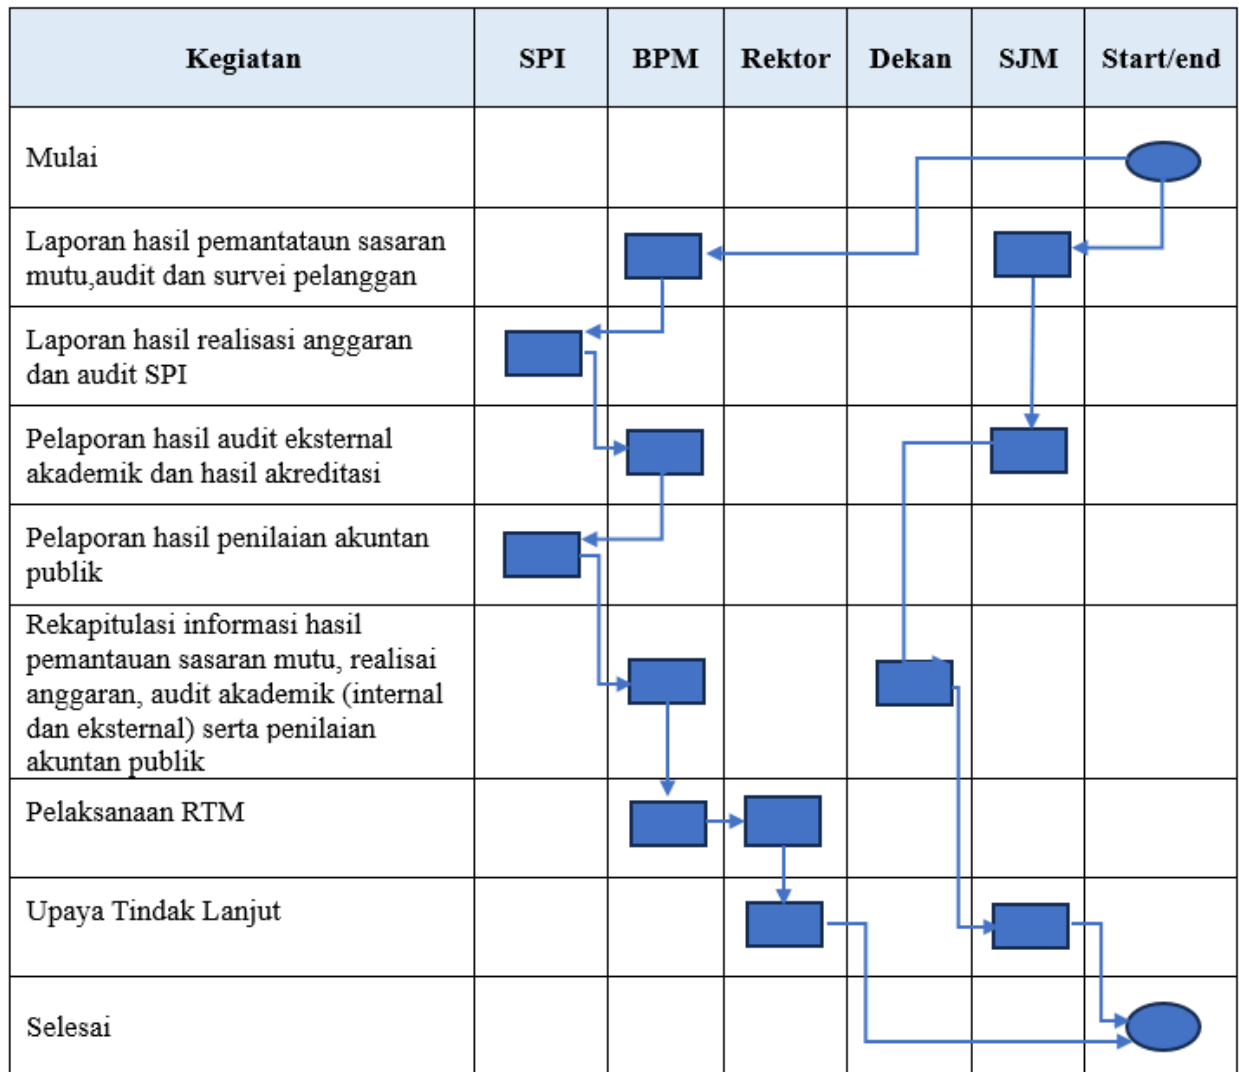 Kegiatan SPI BPM Rektor Dekan SJM Start/end
Mulai
Laporan hasil pemantataun sasaran
mutu,audit dan survei pelanggan
Laporan hasil realisasi anggaran
dan audit SPI
Pelaporan hasil audit eksternal
akademik dan hasil akreditasi
Pelaporan hasil penilaian akuntan
publik
Rekapitulasi informasi hasil
pemantauan sasaran mutu, realisai
anggaran, audit akademik (internal
dan eksternal) serta penilaian
akuntan publik
Pelaksanaan RTM
Upaya Tindak Lanjut
Selesai